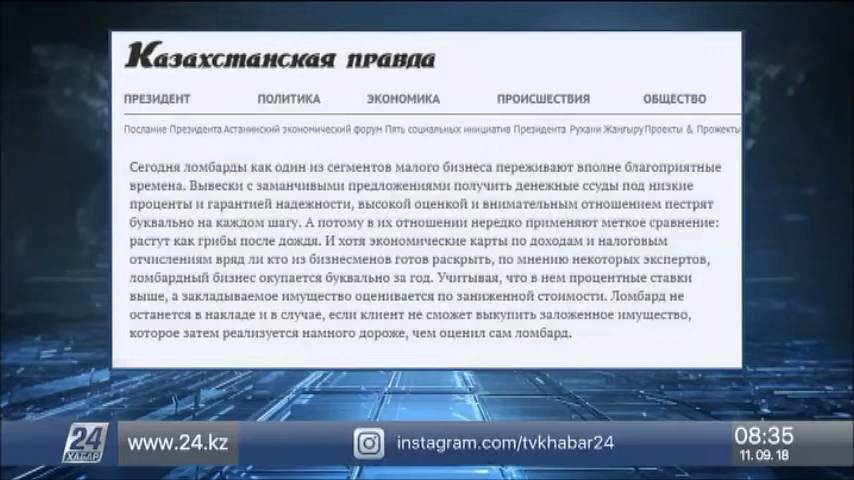 Казахстанская правда
ПРЕЗИДЕНТ ПОЛИТИКА ЭКОНОМИКА ПРОИСШЕСТВИЯ ОБЩЕСТВО
Послание Президента Астанинский экономический форум Пять социальных инициатив Президента Рухани Жаңғыру Проекты & Прожекты
Сегодня ломбарды как один из сегментов малого бизнеса переживают вполне благоприятные
времена. Вывески с заманчивыми предложениями получить денежные ссуды под низкие
проценты и гарантией надежности, высокой оценкой и внимательным отношением пестрят
буквально на каждом шагу. А потому в их отношении нередко применяют меткое сравнение:
растут как грибы после дождя. И хотя экономические карты по доходам и налоговым
отчислениям вряд ли кто из бизнесменов готов раскрыть, по мнению некоторых экспертов,
ломбардный бизнес окупается буквально за год. Учитывая, что в нем процентные ставки
выше, а закладываемое имущество оценивается по заниженной стоимости. Ломбард не
останется в накладе и в случае, если клиент не сможет выкупить заложенное имущество,
которое затем реализуется намного дороже, чем оценил сам ломбард.
24
ХАБАР
www.24.kz
instagram.com/tvkhabar24
08:35
11.09.18